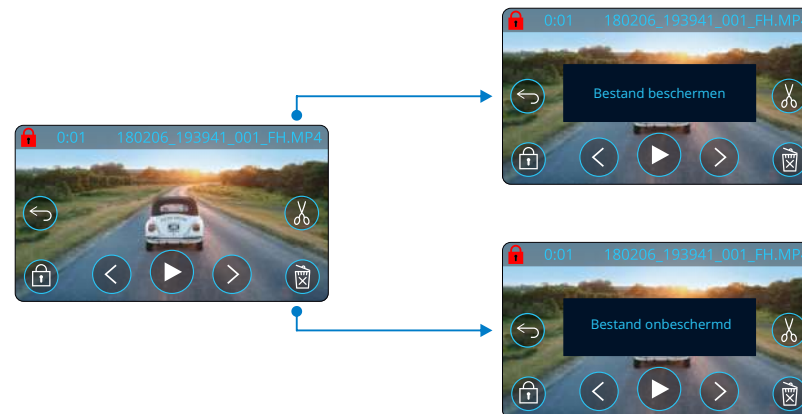 0:01 180206_193941_001_FH.MP4
0:01 180206_193941_001_FH.MP
Bestand beschermen
0:01 180206_193941_001_FH.MP
Bestand onbeschermd